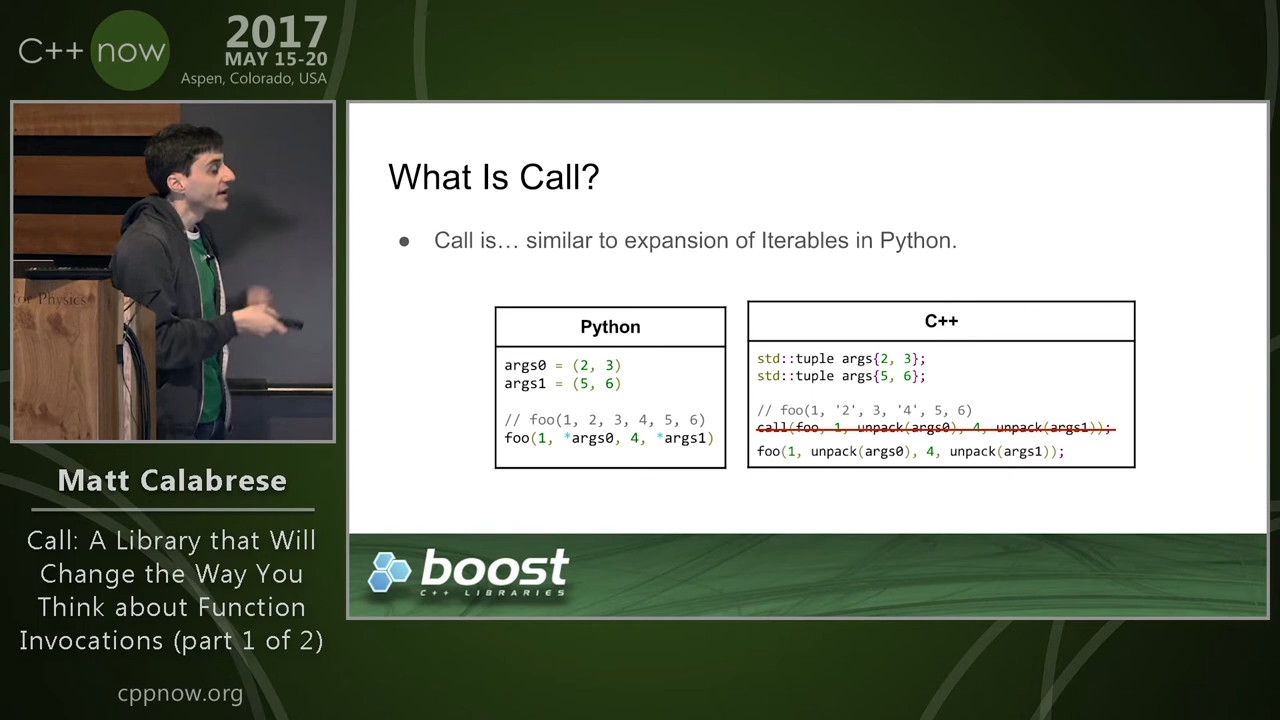 C++ now
2017
MAY 15-20
Aspen, Colorado, USA
for Physics
What Is Call?
● Call is… similar to expansion of Iterables in Python.
Python
args0 = (2, 3)
args1 = (5, 6)
// foo(1, 2, 3, 4, 5, 6)
foo(1, *args0, 4, *args1)
C++
std::tuple args{2, 3};
std::tuple args{5, 6};
// foo(1, '2', 3, '4', 5, 6)
call(foo, 1, unpack(args0), 4, unpack(args1));
foo(1, unpack(args0), 4, unpack(args1));
boost
C++ LIBRARIES
Matt Calabrese
Call: A Library that Will
Change the Way You
Think about Function
Invocations (part 1 of 2)
cppnow.org